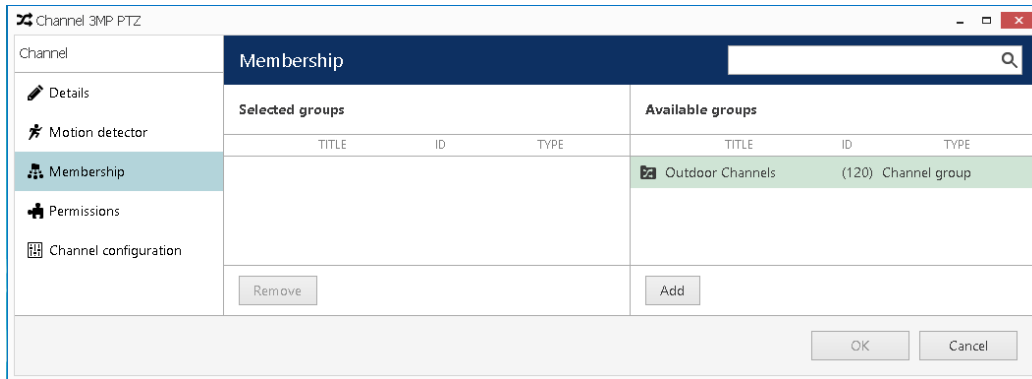 Channel 3MP PTZ
Channel
Membership
Details
Motion detector
Membership
Permissions
Channel configuration
Selected groups
TITLE ID TYPE
Available groups
TITLE ID TYPE
Outdoor Channels (120) Channel group
Remove
Add
OK Cancel